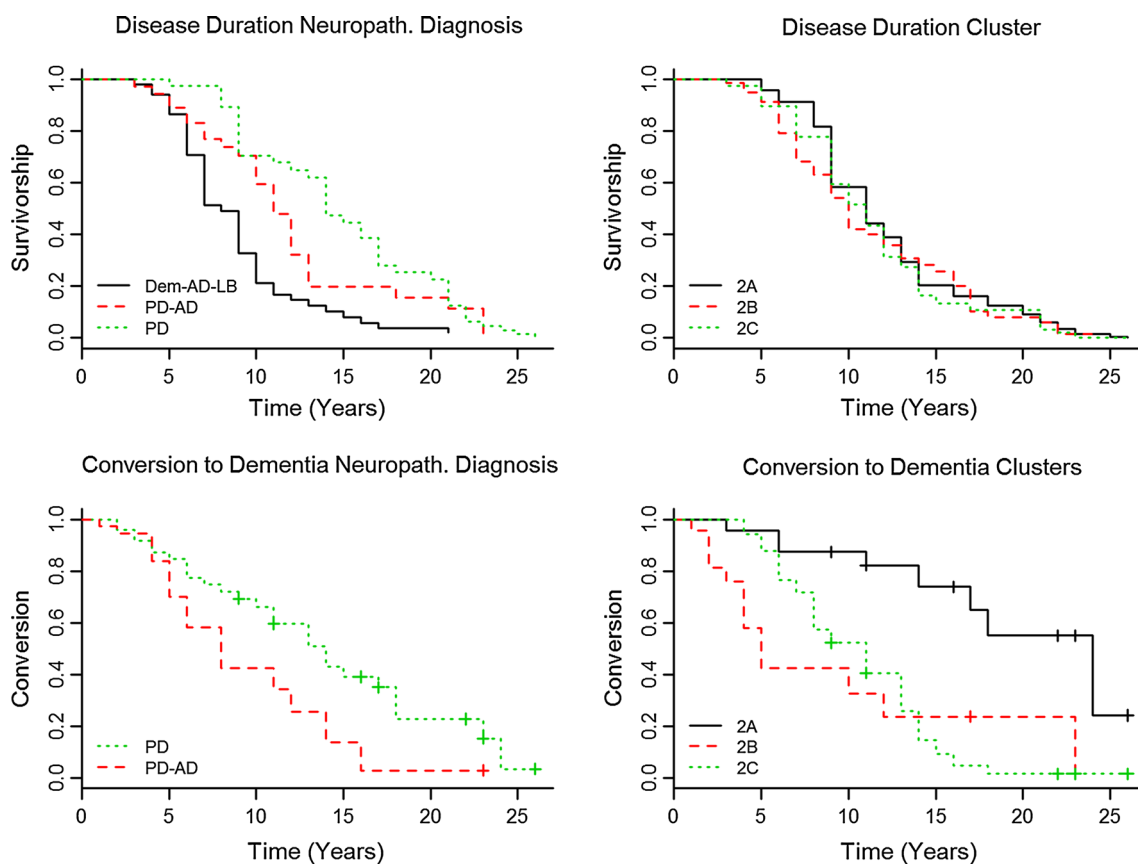 Disease Duration Neuropath. Diagnosis
Survivorship
1.0
0.8
0.6
0.4
0.2
0.0
Dem-AD-LB
PD-AD
PD
0 5 10 15 20 25
Time (Years)
Disease Duration Cluster
Survivorship
1.0
0.8
0.6
0.4
0.2
0.0
2A
2B
2C
0 5 10 15 20 25
Time (Years)
Conversion to Dementia Neuropath. Diagnosis
Conversion
1.0
0.8
0.6
0.4
0.2
0.0
PD
PD-AD
0 5 10 15 20 25
Time (Years)
Conversion to Dementia Clusters
Conversion
1.0
0.8
0.6
0.4
0.2
0.0
2A
2B
2C
0 5 10 15 20 25
Time (Years)